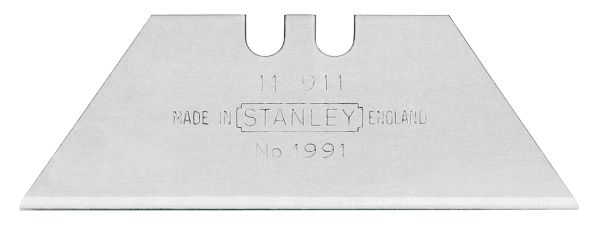 11-911
MADE IN STANLEY ENGLAND
No 1991